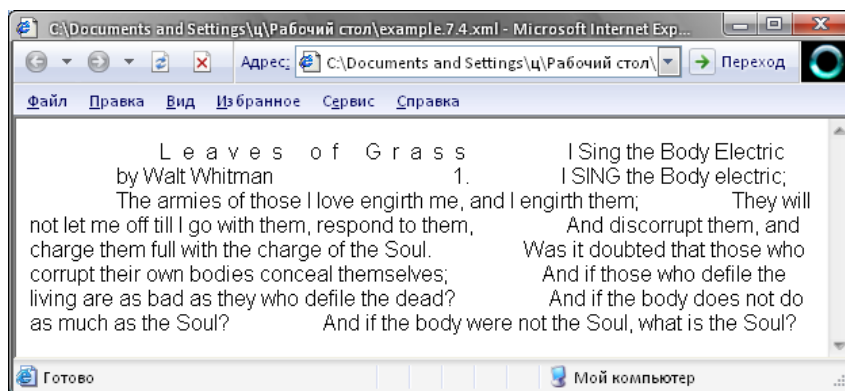 C:\Documents and Settings\ц\Рабочий стол\example.7.4.xml - Microsoft Internet Exp...
Адрес: C:\Documents and Settings\ц\Рабочий стол\ Переход
Файл Правка Вид Избранное Сервис Справка
L e a v e s o f G r a s s I Sing the Body Electric
by Walt Whitman 1. I SING the Body electric;
The armies of those I love engirth me, and I engirth them; They will
not let me off till I go with them, respond to them, And discorrupt them, and
charge them full with the charge of the Soul. Was it doubted that those who
corrupt their own bodies conceal themselves; And if those who defile the
living are as bad as they who defile the dead? And if the body does not do
as much as the Soul? And if the body were not the Soul, what is the Soul?
Готово Мой компьютер